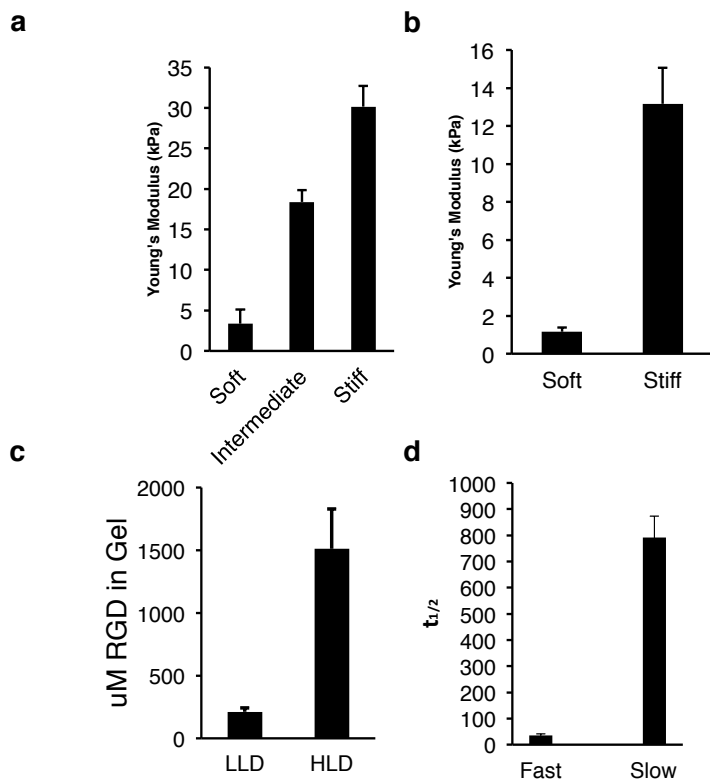 a
Young's Modulus (kPa)
35
30
25
20
15
10
5
0
Soft
Intermediate
Stiff
b
Young's Modulus (kPa)
16
14
12
10
8
6
4
2
0
Soft Stiff
c
uM RGD in Gel
2000
1500
1000
500
0
LLD HLD
d
t1/2
1000
900
800
700
600
500
400
300
200
100
0
Fast Slow